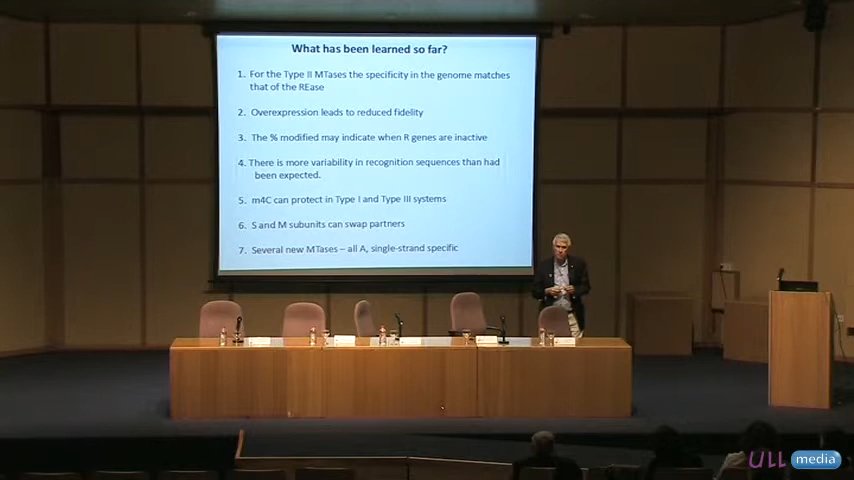 What has been learned so far?
1. For the Type II MTases the specificity in the genome matches
that of the REase
2. Overexpression leads to reduced fidelity
3. The % modified may indicate when R genes are inactive
4. There is more variability in recognition sequences than had
been expected.
5. m4C can protect in Type I and Type III systems
6. S and M subunits can swap partners
7. Several new MTases – all A, single-strand specific
ULL media